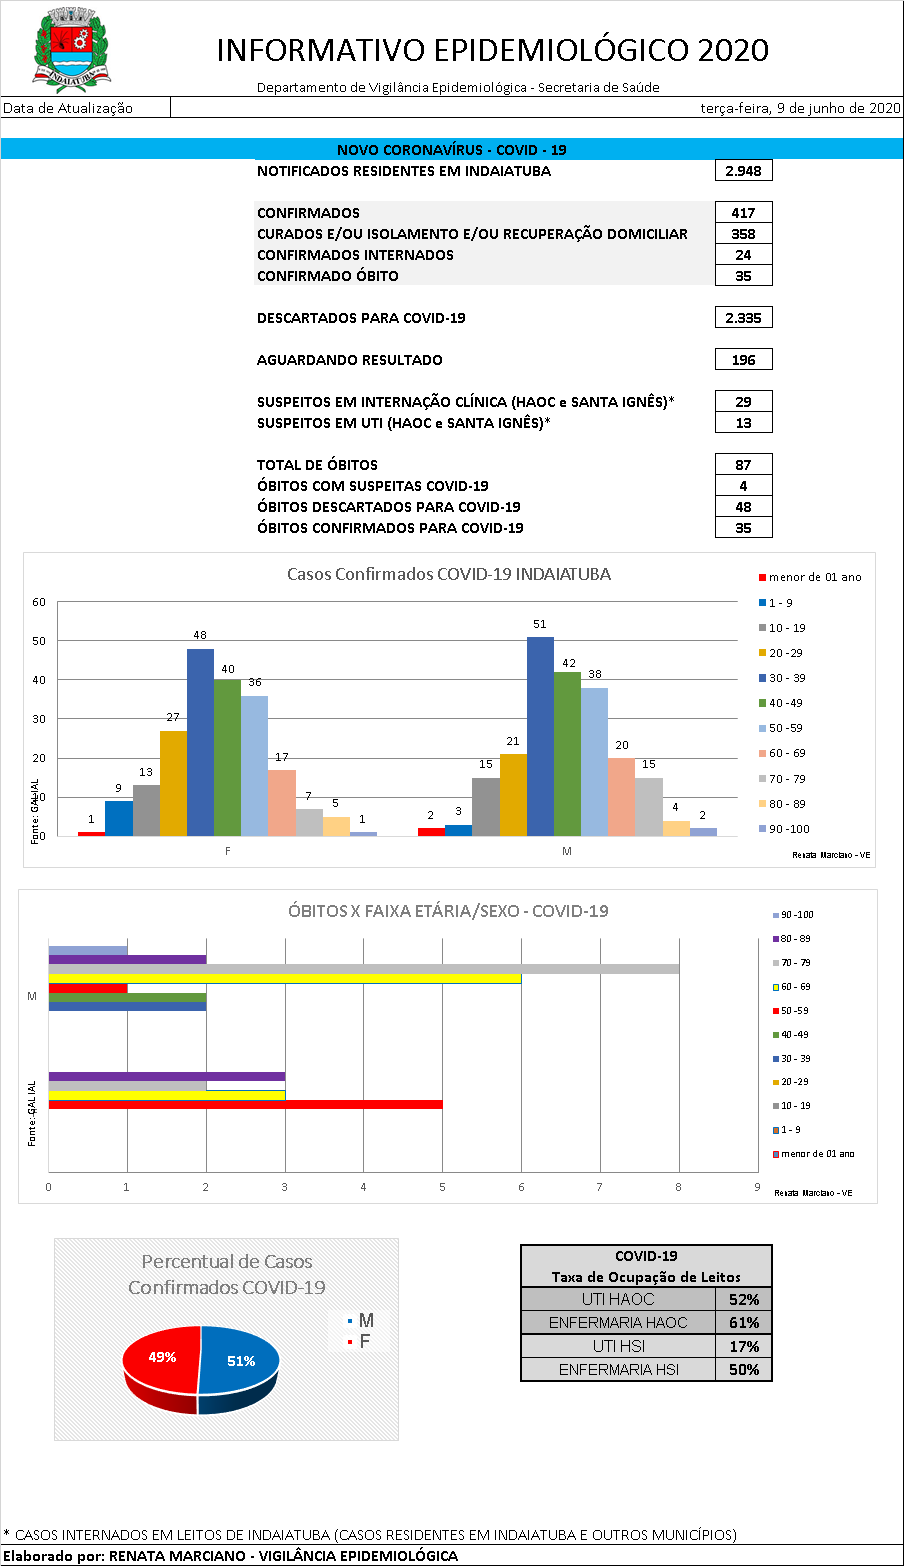 INDAIATUBA
INFORMATIVO EPIDEMIOLÓGICO 2020
Departamento de Vigilância Epidemiológica - Secretaria de Saúde
Data de Atualização terça-feira, 9 de junho de 2020
NOVO CORONAVÍRUS - COVID - 19
NOTIFICADOS RESIDENTES EM INDAIATUBA 2.948
CONFIRMADOS 417
CURADOS E/OU ISOLAMENTO E/OU RECUPERAÇÃO DOMICILIAR 358
CONFIRMADOS INTERNADOS 24
CONFIRMADO ÓBITO 35
DESCARTADOS PARA COVID-19 2.335
AGUARDANDO RESULTADO 196
SUSPEITOS EM INTERNAÇÃO CLÍNICA (HAOC e SANTA IGNÊS)* 29
SUSPEITOS EM UTI (HAOC e SANTA IGNÊS)* 13
TOTAL DE ÓBITOS 87
ÓBITOS COM SUSPEITAS COVID-19 4
ÓBITOS DESCARTADOS PARA COVID-19 48
ÓBITOS CONFIRMADOS PARA COVID-19 35
Casos Confirmados COVID-19 INDAIATUBA
60
50
40
30
20
10
0
Fonte: GAL IAL
1 9 13 27 48 40 36 17 7 5 1
2 3 15 21 51 42 38 20 15 4 2
F M
menor de 01 ano
1 - 9
10 - 19
20 -29
30 - 39
40 -49
50 -59
60 - 69
70 - 79
80 - 89
90 -100
Renata Marciano - VE
ÓBITOS X FAIXA ETÁRIA/SEXO - COVID-19
M
Fonte: GAL IAL
0 1 2 3 4 5 6 7 8 9
90 -100
80 - 89
70 - 79
60 - 69
50 -59
40 -49
30 - 39
20 -29
10 - 19
1 - 9
menor de 01 ano
Renata Marciano - VE
Percentual de Casos
Confirmados COVID-19
M
F
49% 51%
COVID-19
Taxa de Ocupação de Leitos
UTI HAOC 52%
ENFERMARIA HAOC 61%
UTI HSI 17%
ENFERMARIA HSI 50%
* CASOS INTERNADOS EM LEITOS DE INDAIATUBA (CASOS RESIDENTES EM INDAIATUBA E OUTROS MUNICÍPIOS)
Elaborado por: RENATA MARCIANO - VIGILÂNCIA EPIDEMIOLÓGICA